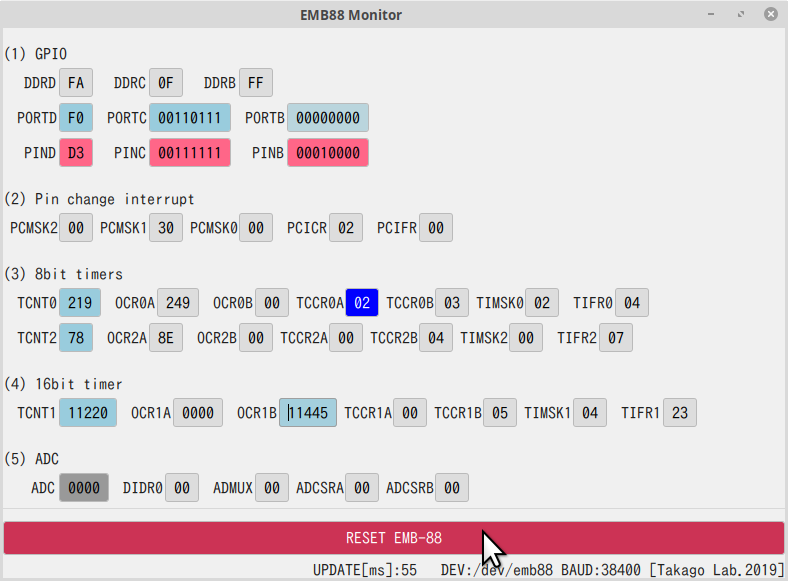 EMB88 Monitor
(1) GPIO
DDRD FA DDRC 0F DDRB FF
PORTD F0 PORTC 00110111 PORTB 00000000
PIND D3 PINC 00111111 PINB 00010000
(2) Pin change interrupt
PCMSK2 00 PCMSK1 30 PCMSK0 00 PCICR 02 PCIFR 00
(3) 8bit timers
TCNT0 219 OCR0A 249 OCR0B 00 TCCR0A 02 TCCR0B 03 TIMSK0 02 TIFR0 04
TCNT2 78 OCR2A 8E OCR2B 00 TCCR2A 00 TCCR2B 04 TIMSK2 00 TIFR2 07
(4) 16bit timer
TCNT1 11220 OCR1A 0000 OCR1B 11445 TCCR1A 00 TCCR1B 05 TIMSK1 04 TIFR1 23
(5) ADC
ADC 0000 DIDR0 00 ADMUX 00 ADCSRA 00 ADCSRB 00
RESET EMB-88
UPDATE[ms]:55 DEV:/dev/emb88 BAUD:38400 [Takago Lab.2019]